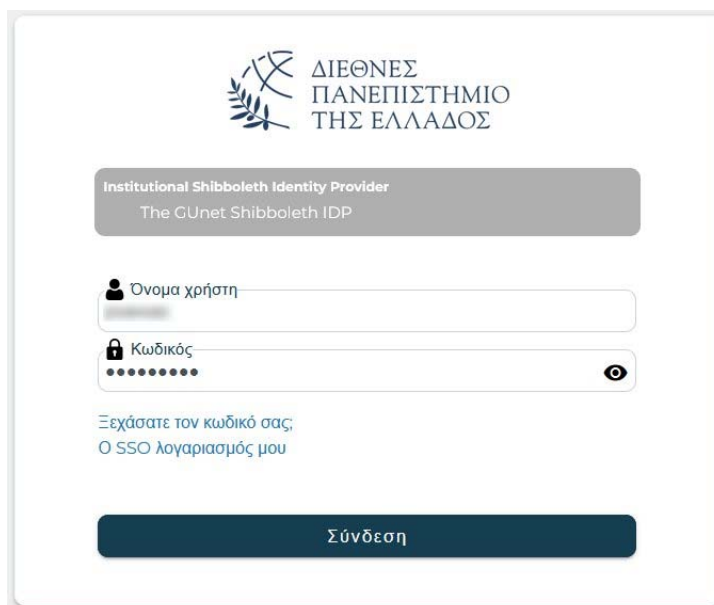 ΔΙΕΘΝΕΣ
ΠΑΝΕΠΙΣΤΗΜΙΟ
ΤΗΣ ΕΛΛΑΔΟΣ
Institutional Shibboleth Identity Provider
The GUnet Shibboleth IDP
Όνομα χρήστη
Κωδικός
•••••••••
Ξεχάσατε τον κωδικό σας;
Ο SSO λογαριασμός μου
Σύνδεση